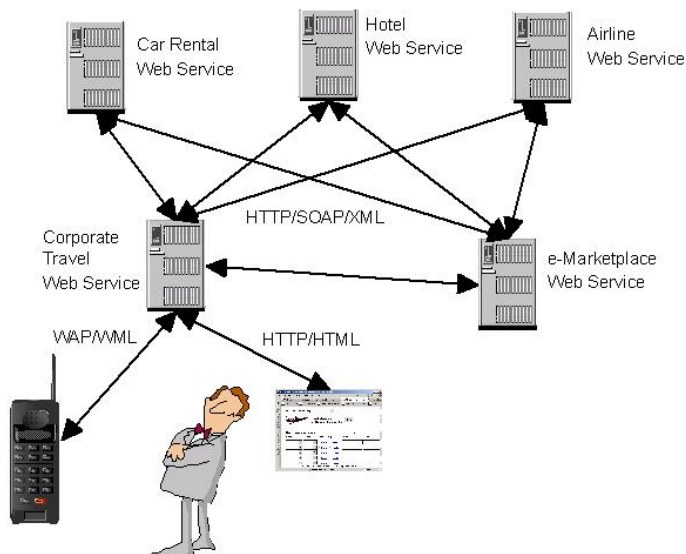 Car Rental
Web Service
Hotel
Web Service
Airline
Web Service
HTTP/SOAP/XML
Corporate
Travel
Web Service
e-Marketplace
Web Service
WAP/WML
HTTP/HTML